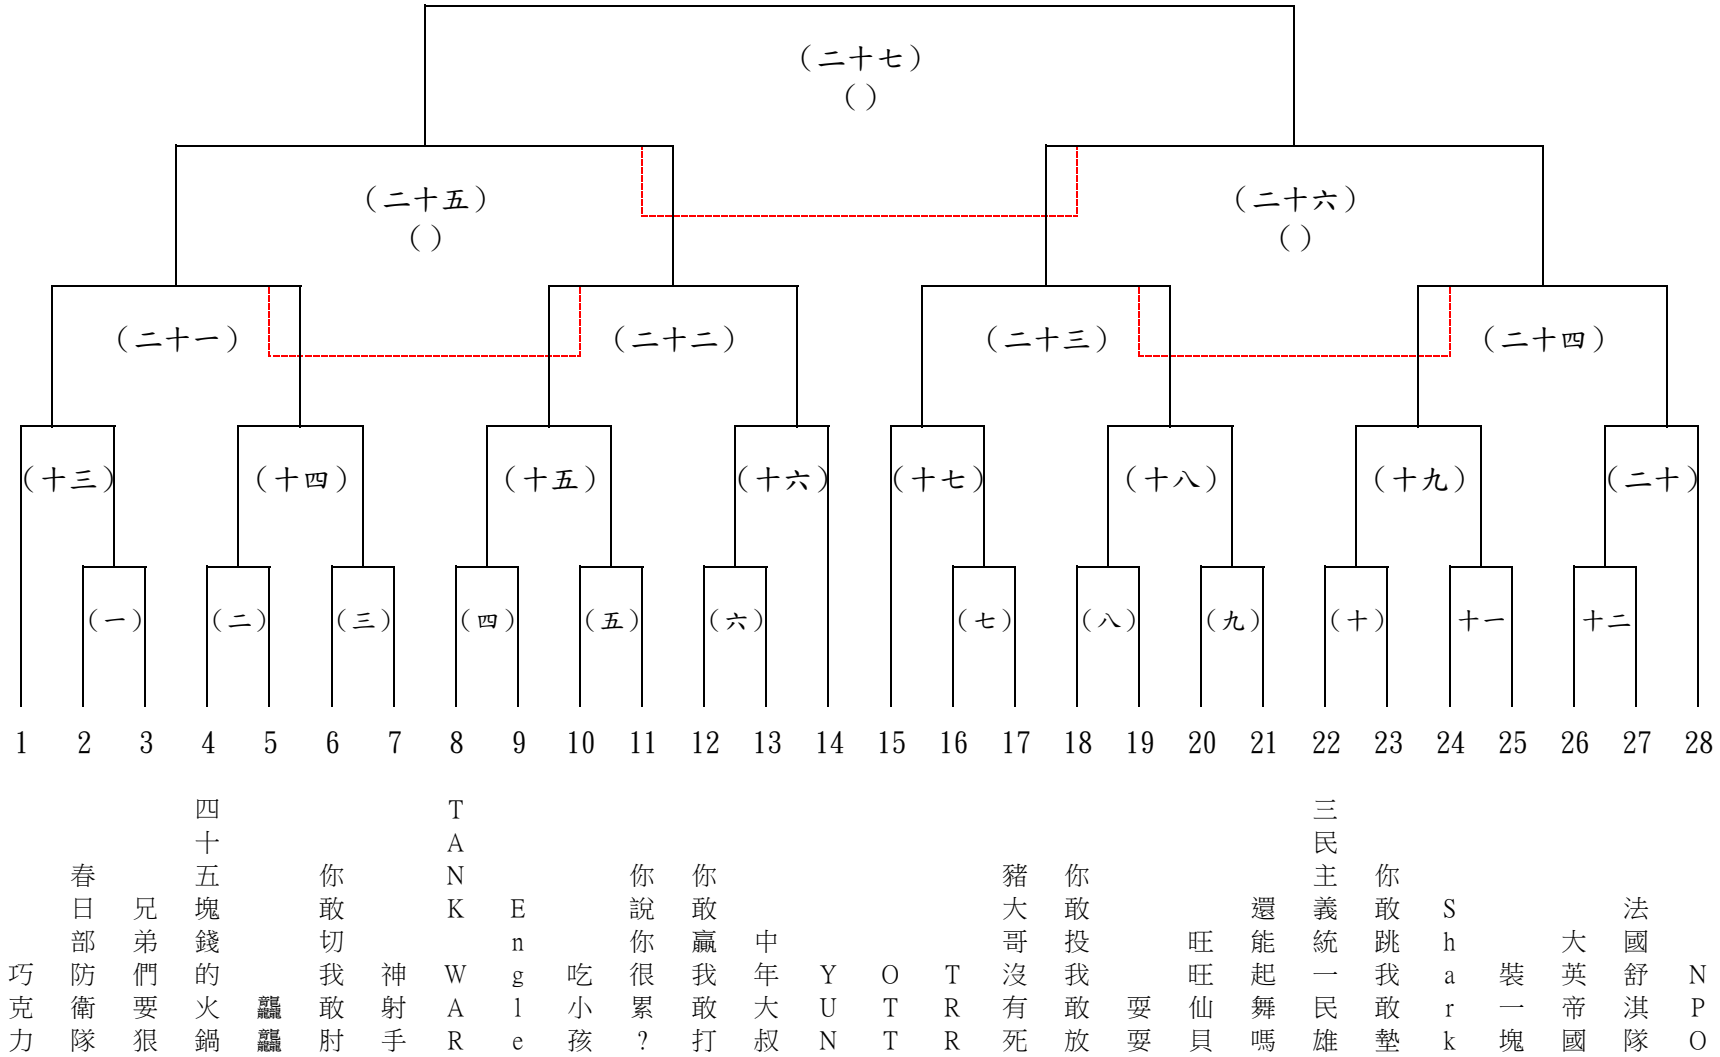 (二十七)
( )
(二十五) (二十六)
( ) ( )
(二十一) (二十二) (二十三) (二十四)
(十三) (十四) (十五) (十六) (十七) (十八) (十九) (二十)
(一) (二) (三) (四) (五) (六) (七) (八) (九) (十) 十一 十二
1 2 3 4 5 6 7 8 9 10 11 12 13 14 15 16 17 18 19 20 21 22 23 24 25 26 27 28
巧克力
春日部防衛隊
兄弟們要狠
四十五塊錢的火鍋
龘龘
你敢切我敢肘
神射手
TANK WAR
Engle
吃小孩
你說你很累?
你敢贏我敢打
中年大叔
YUN
OTT
TRR
豬大哥沒有死
你敢投我敢放
耍耍
旺旺仙貝
還能起舞嗎
三民主義統一民雄
你敢跳我敢墊
Shark
裝一塊
大英帝國
法國舒淇隊
NPO